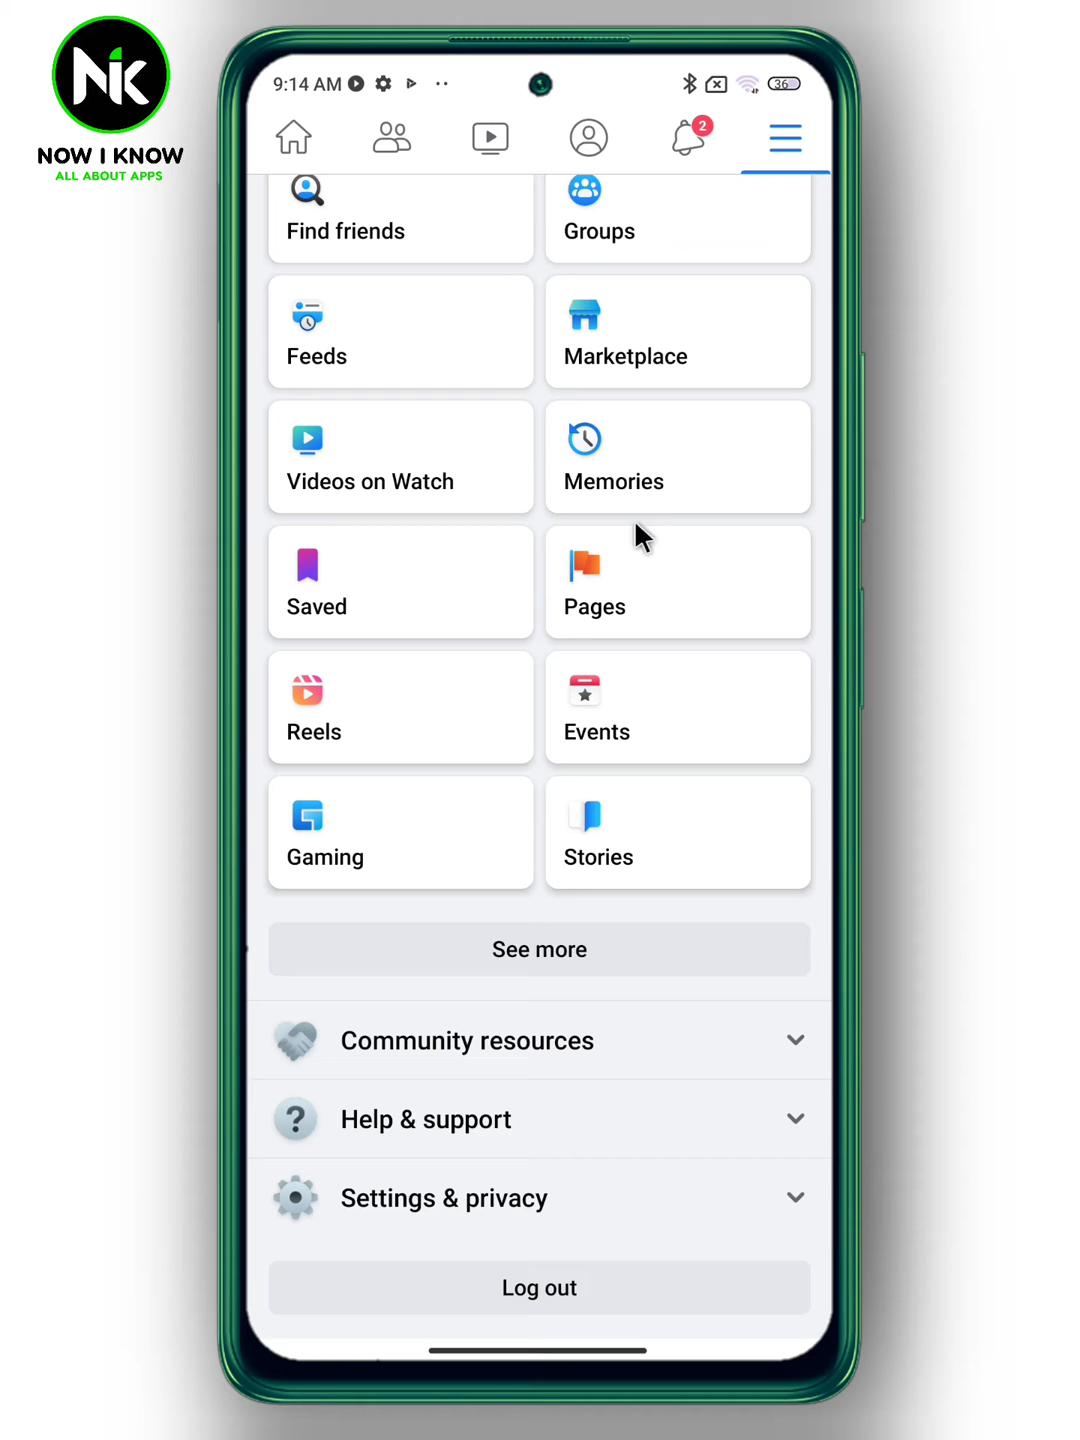 NiK
NOW I KNOW
ALL ABOUT APPS
9:14 AM
36
2
Find friends
Groups
Feeds
Marketplace
Videos on Watch
Memories
Saved
Pages
Reels
Events
Gaming
Stories
See more
Community resources
Help & support
Settings & privacy
Log out